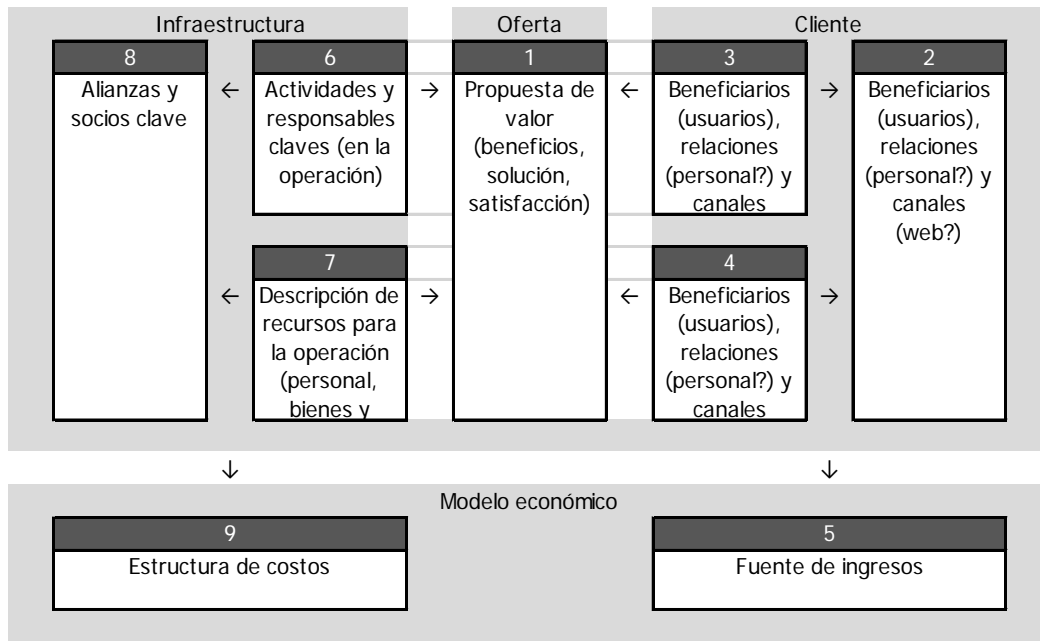 Infraestructura
Oferta
Cliente
8
Alianzas y
socios clave
←
6
Actividades y
responsables
claves (en la
operación)
→
1
Propuesta de
valor
(beneficios,
solución,
satisfacción)
←
3
Beneficiarios
(usuarios),
relaciones
(personal?) y
canales
→
2
Beneficiarios
(usuarios),
relaciones
(personal?) y
canales
(web?)
←
7
Descripción de
recursos para
la operación
(personal,
bienes y
→
←
4
Beneficiarios
(usuarios),
relaciones
(personal?) y
canales
→
↓
↓
Modelo económico
9
Estructura de costos
5
Fuente de ingresos